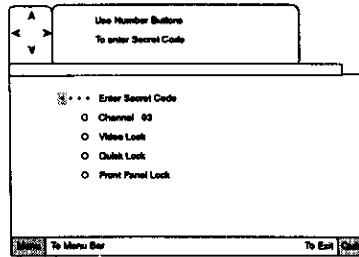 Use Number Buttons
To enter Secret Code
Enter Secret Code
Channel 03
Video Lock
Quick Lock
Front Panel Lock
Menu To Menu Bar To Exit Quit